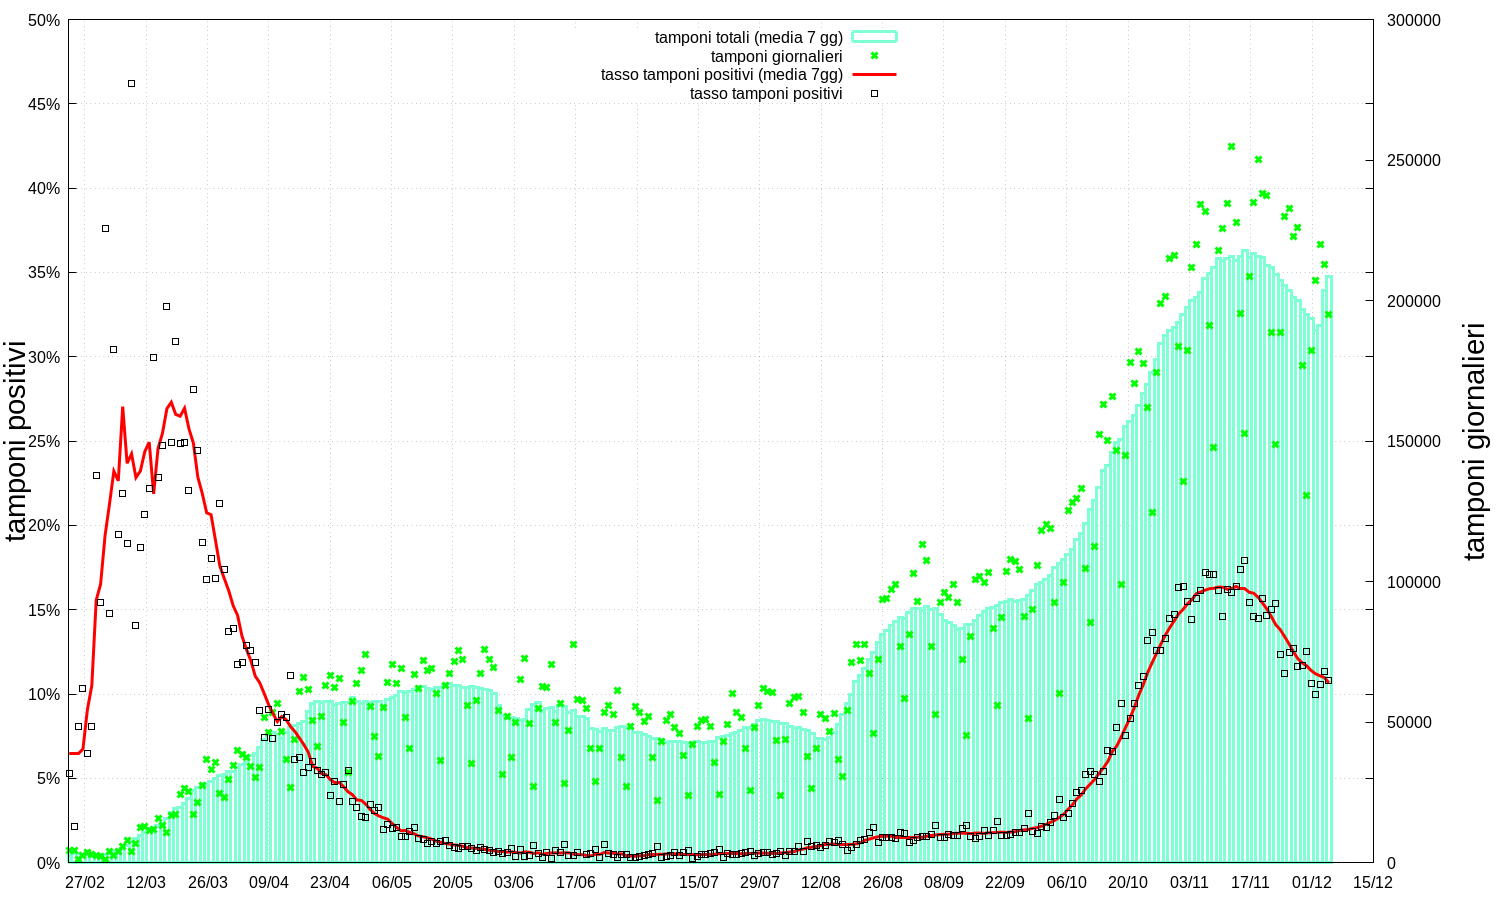 tamponi totali (media 7 gg)
tamponi giornalieri
tasso tamponi positivi (media 7gg)
tasso tamponi positivi
50%
45%
40%
35%
30%
25%
20%
15%
10%
5%
0%
tamponi positivi
300000
250000
200000
150000
100000
50000
0
tamponi giornalieri
27/02 12/03 26/03 09/04 23/04 06/05 20/05 03/06 17/06 01/07 15/07 29/07 12/08 26/08 08/09 22/09 06/10 20/10 03/11 17/11 01/12 15/12